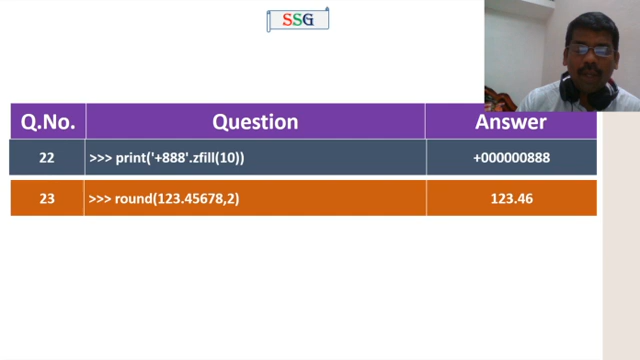 SSG
Q.No. Question Answer
22 >>> print('+888'.zfill(10)) +000000888
23 >>> round(123.45678,2) 123.46